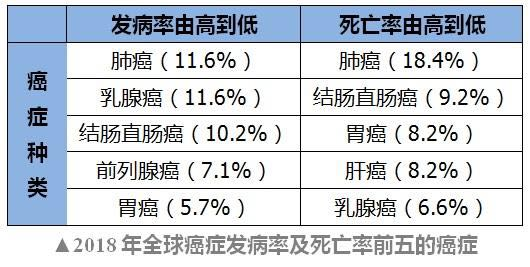 发病率由高到低 死亡率由高到低
癌症种类
肺癌（11.6%） 肺癌（18.4%）
乳腺癌（11.6%） 结肠直肠癌（9.2%）
结肠直肠癌（10.2%） 胃癌（8.2%）
前列腺癌（7.1%） 肝癌（8.2%）
胃癌（5.7%） 乳腺癌（6.6%）
▲2018年全球癌症发病率及死亡率前五的癌症